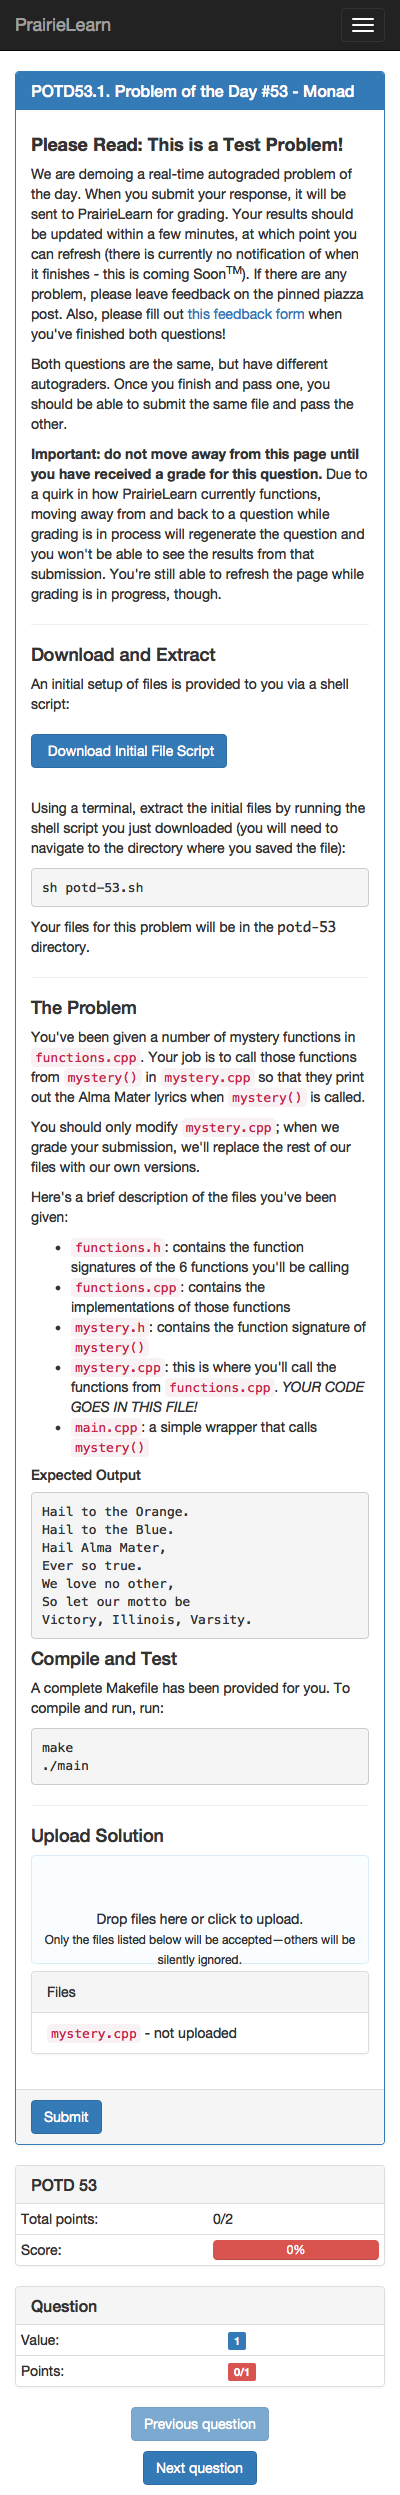 PrairieLearn
POTD53.1. Problem of the Day #53 - Monad
Please Read: This is a Test Problem!
We are demoing a real-time autograded problem of
the day. When you submit your response, it will be
sent to PrairieLearn for grading. Your results should
be updated within a few minutes, at which point you
can refresh (there is currently no notification of when
it finishes - this is coming Soon™). If there are any
problem, please leave feedback on the pinned piazza
post. Also, please fill out this feedback form when
you've finished both questions!
Both questions are the same, but have different
autograders. Once you finish and pass one, you
should be able to submit the same file and pass the
other.
Important: do not move away from this page until
you have received a grade for this question. Due to
a quirk in how PrairieLearn currently functions,
moving away from and back to a question while
grading is in process will regenerate the question and
you won't be able to see the results from that
submission. You're still able to refresh the page while
grading is in progress, though.
Download and Extract
An initial setup of files is provided to you via a shell
script:
Download Initial File Script
Using a terminal, extract the initial files by running the
shell script you just downloaded (you will need to
navigate to the directory where you saved the file):
sh potd-53.sh
Your files for this problem will be in the potd-53
directory.
The Problem
You've been given a number of mystery functions in
functions.cpp. Your job is to call those functions
from mystery() in mystery.cpp so that they print
out the Alma Mater lyrics when mystery() is called.
You should only modify mystery.cpp; when we
grade your submission, we'll replace the rest of our
files with our own versions.
Here's a brief description of the files you've been
given:
• functions.h: contains the function
signatures of the 6 functions you'll be calling
• functions.cpp: contains the
implementations of those functions
• mystery.h: contains the function signature of
mystery()
• mystery.cpp: this is where you'll call the
functions from functions.cpp. YOUR CODE
GOES IN THIS FILE!
• main.cpp: a simple wrapper that calls
mystery()
Expected Output
Hail to the Orange.
Hail to the Blue.
Hail Alma Mater,
Ever so true.
We love no other,
So let our motto be
Victory, Illinois, Varsity.
Compile and Test
A complete Makefile has been provided for you. To
compile and run, run:
make
./main
Upload Solution
Drop files here or click to upload.
Only the files listed below will be accepted—others will be
silently ignored.
Files
mystery.cpp - not uploaded
Submit
POTD 53
Total points: 0/2
Score: 0%
Question
Value: 1
Points: 0/1
Previous question
Next question